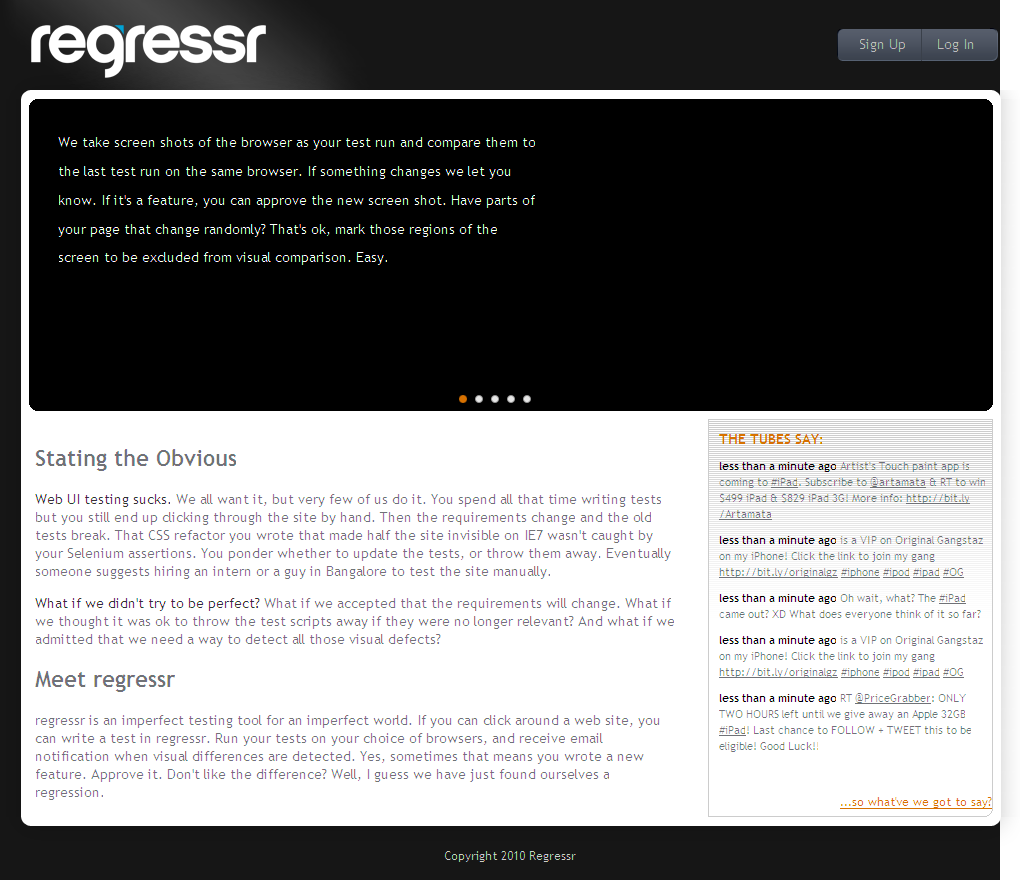 regressr
Sign Up
Log In
We take screen shots of the browser as your test run and compare them to
the last test run on the same browser. If something changes we let you
know. If it's a feature, you can approve the new screen shot. Have parts of
your page that change randomly? That's ok, mark those regions of the
screen to be excluded from visual comparison. Easy.
Stating the Obvious
Web UI testing sucks. We all want it, but very few of us do it. You spend all that time writing tests
but you still end up clicking through the site by hand. Then the requirements change and the old
tests break. That CSS refactor you wrote that made half the site invisible on IE7 wasn't caught by
your Selenium assertions. You ponder whether to update the tests, or throw them away. Eventually
someone suggests hiring an intern or a guy in Bangalore to test the site manually.
What if we didn't try to be perfect? What if we accepted that the requirements will change. What if
we thought it was ok to throw the test scripts away if they were no longer relevant? And what if we
admitted that we need a way to detect all those visual defects?
Meet regressr
regressr is an imperfect testing tool for an imperfect world. If you can click around a web site, you
can write a test in regressr. Run your tests on your choice of browsers, and receive email
notification when visual differences are detected. Yes, sometimes that means you wrote a new
feature. Approve it. Don't like the difference? Well, I guess we have just found ourselves a
regression.
THE TUBES SAY:
less than a minute ago Artist's Touch paint app is
coming to #iPad. Subscribe to @artamata & RT to win
$499 iPad & $829 iPad 3G! More info: http://bit.ly
/Artamata
less than a minute ago is a VIP on Original Gangstaz
on my iPhone! Click the link to join my gang
http://bit.ly/originalgz #iphone #ipod #ipad #OG
less than a minute ago Oh wait, what? The #iPad
came out? XD What does everyone think of it so far?
less than a minute ago is a VIP on Original Gangstaz
on my iPhone! Click the link to join my gang
http://bit.ly/originalgz #iphone #ipod #ipad #OG
less than a minute ago RT @PriceGrabber: ONLY
TWO HOURS left until we give away an Apple 32GB
#iPad! Last chance to FOLLOW + TWEET this to be
eligible! Good Luck!!
...so what've we got to say?
Copyright 2010 Regressr